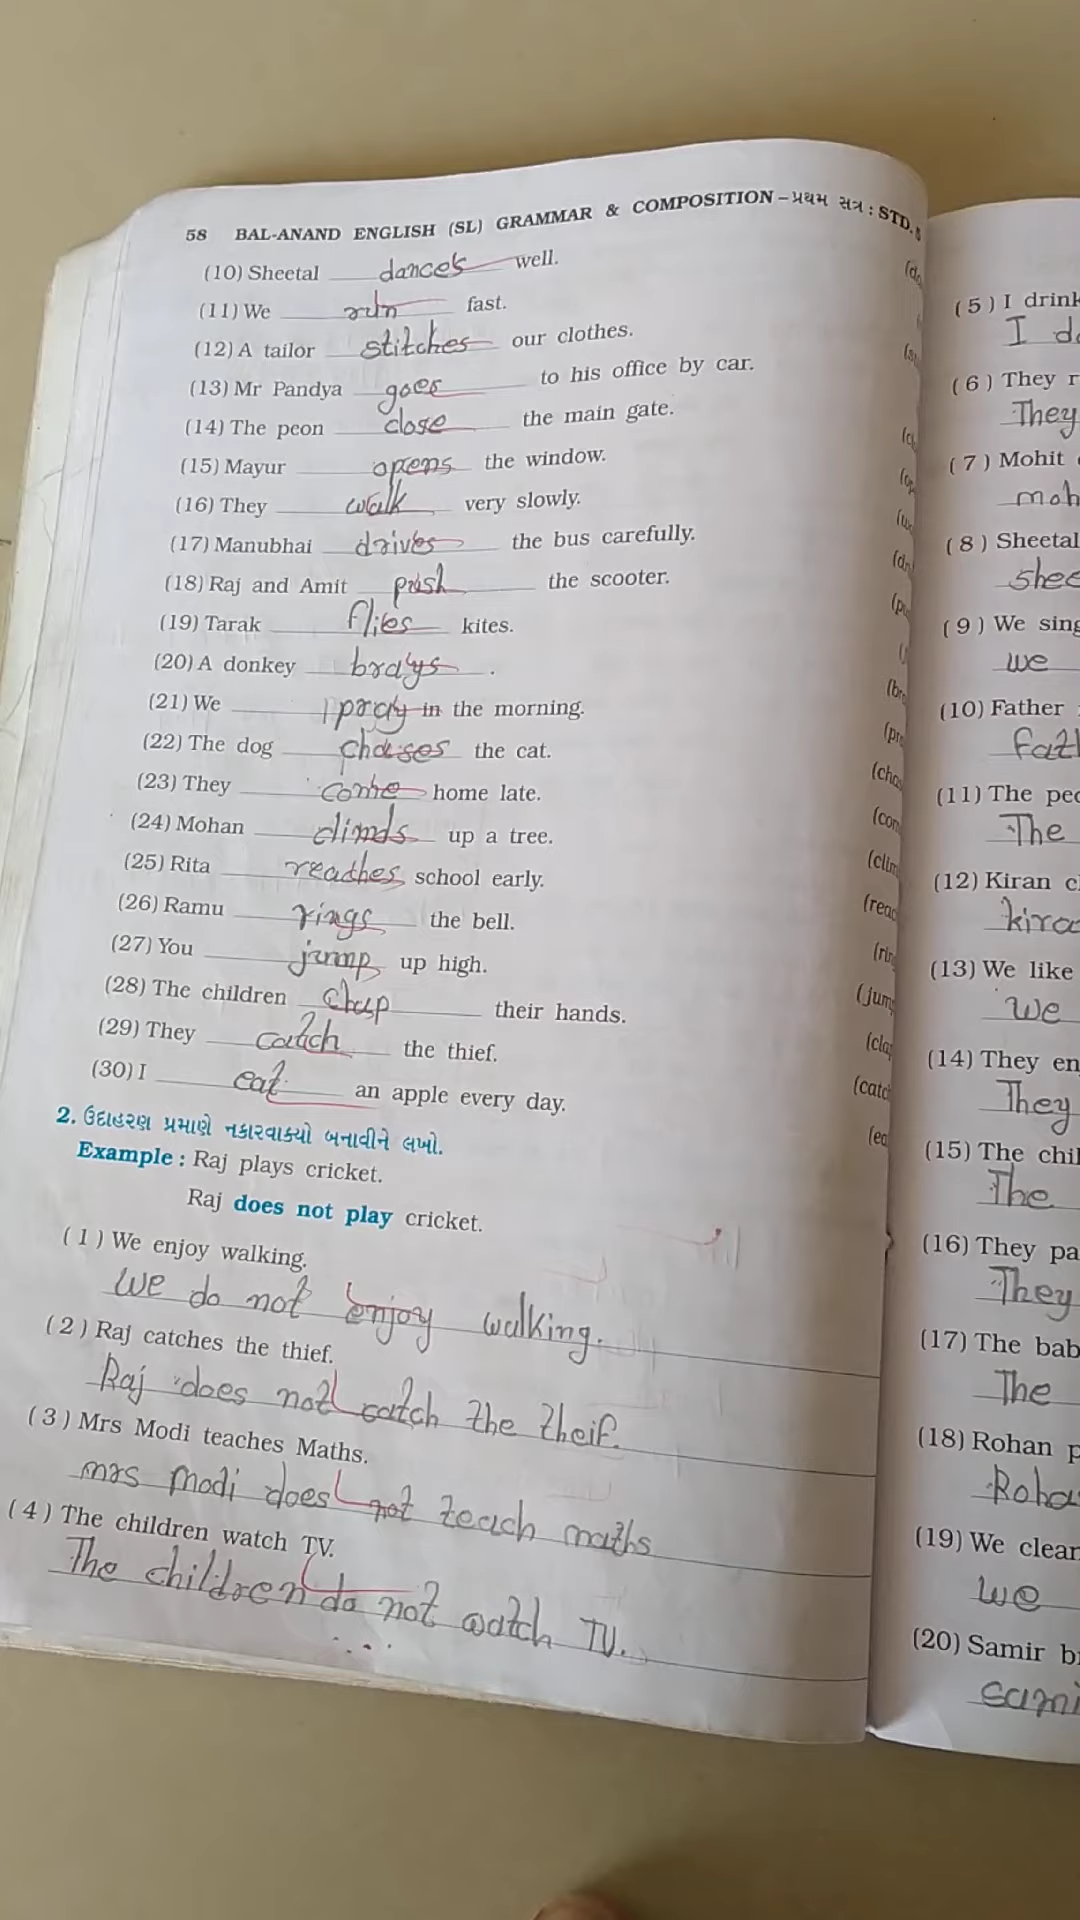 58 BAL-ANAND ENGLISH (SL) GRAMMAR & COMPOSITION – પ્રથમ સત્ર : STD.
(10) Sheetal dances well.
(11) We run fast.
(12) A tailor stitches our clothes.
(13) Mr Pandya goes to his office by car.
(14) The peon close the main gate.
(15) Mayur opens the window.
(16) They walk very slowly.
(17) Manubhai drives the bus carefully.
(18) Raj and Amit push the scooter.
(19) Tarak flies kites.
(20) A donkey brays .
(21) We pray in the morning.
(22) The dog chases the cat.
(23) They come home late.
(24) Mohan climbs up a tree.
(25) Rita reaches school early.
(26) Ramu rings the bell.
(27) You jump up high.
(28) The children clap their hands.
(29) They catch the thief.
(30) I eat an apple every day.
2. ઉદાહરણ પ્રમાણે નકારવાક્યો બનાવીને લખો.
Example : Raj plays cricket.
Raj does not play cricket.
( 1 ) We enjoy walking.
We do not enjoy walking.
( 2 ) Raj catches the thief.
Raj does not catch the theif.
( 3 ) Mrs Modi teaches Maths.
mrs modi does not teach maths
( 4 ) The children watch TV.
The children do not watch TV.
( 5 ) I drink
I
( 6 ) They
They
( 7 ) Mohit
( 8 ) Sheetal
( 9 ) We sing
we
(10) Father
(11) The
The
(12) Kiran
(13) We like
we
(14) They
They
(15) The
The
(16) They
They
(17) The
The
(18) Rohan
(19) We clean
we
(20) Samir